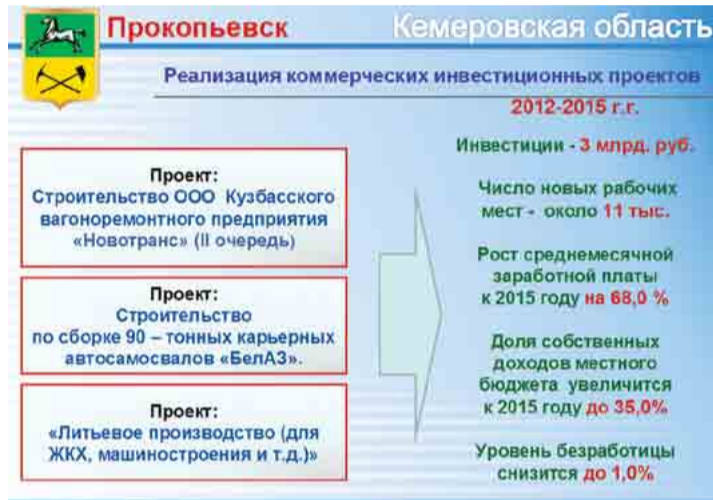 Прокопьевск
Кемеровская область
Реализация коммерческих инвестиционных проектов
2012-2015 г.г.
Проект:
Строительство ООО Кузбасского
вагоноремонтного предприятия
«Новотранс» (II очередь)
Проект:
Строительство
по сборке 90 – тонных карьерных
автосамосвалов «БелАЗ».
Проект:
«Литьевое производство (для
ЖКХ, машиностроения и т.д.)»
Инвестиции - 3 млрд. руб.
Число новых рабочих
мест - около 11 тыс.
Рост среднемесячной
заработной платы
к 2015 году на 68,0 %
Доля собственных
доходов местного
бюджета увеличится
к 2015 году до 35,0%
Уровень безработицы
снизится до 1,0%